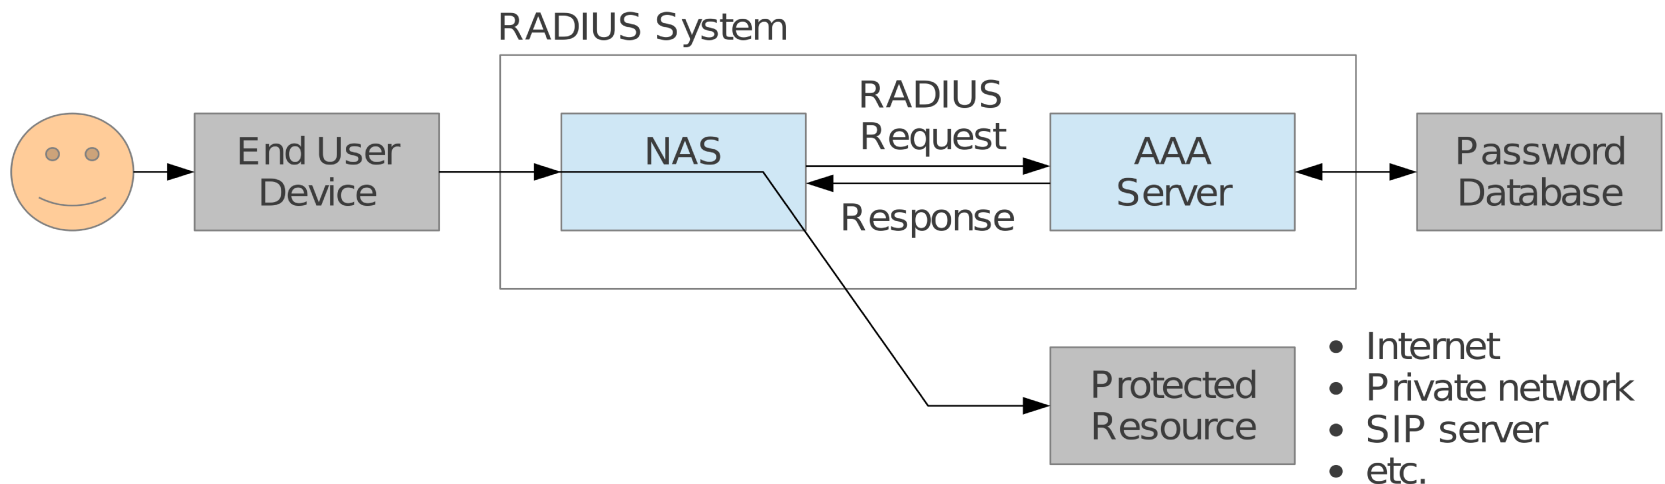 RADIUS System
End User
Device
NAS
RADIUS
Request
Response
AAA
Server
Password
Database
Protected
Resource
• Internet
• Private network
• SIP server
• etc.